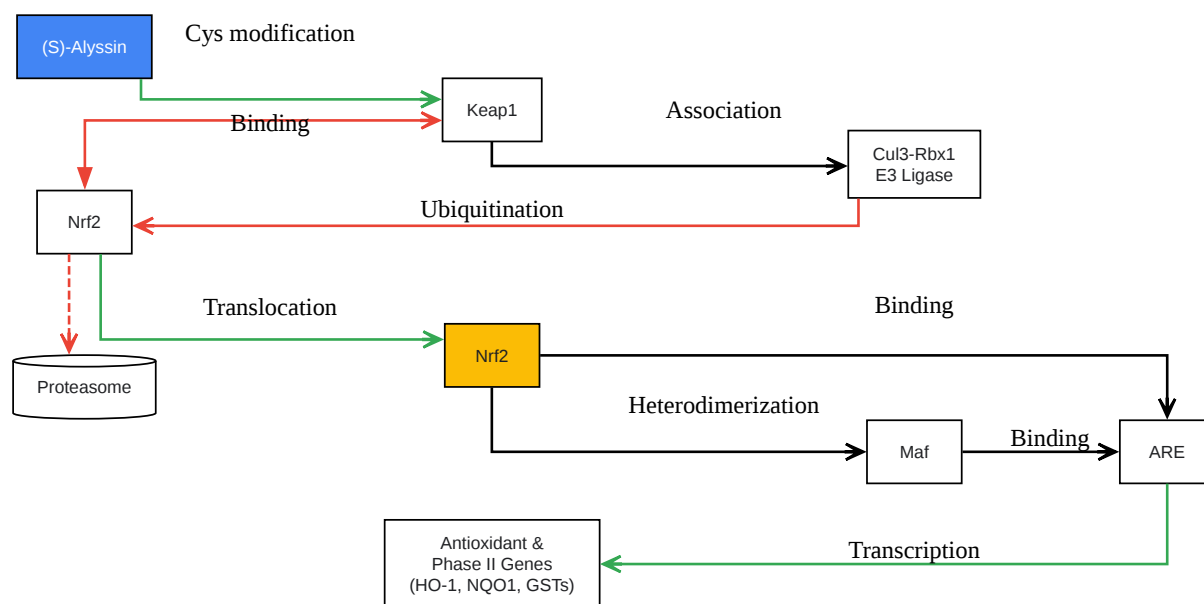 Cys modification
(S)-Alyssin
Keap1
Association
Binding
Cul3-Rbx1
E3 Ligase
Ubiquitination
Nrf2
Translocation
Binding
Nrf2
Proteasome
Heterodimerization
Maf
Binding
ARE
Antioxidant &
Phase II Genes
(HO-1, NQO1, GSTs)
Transcription